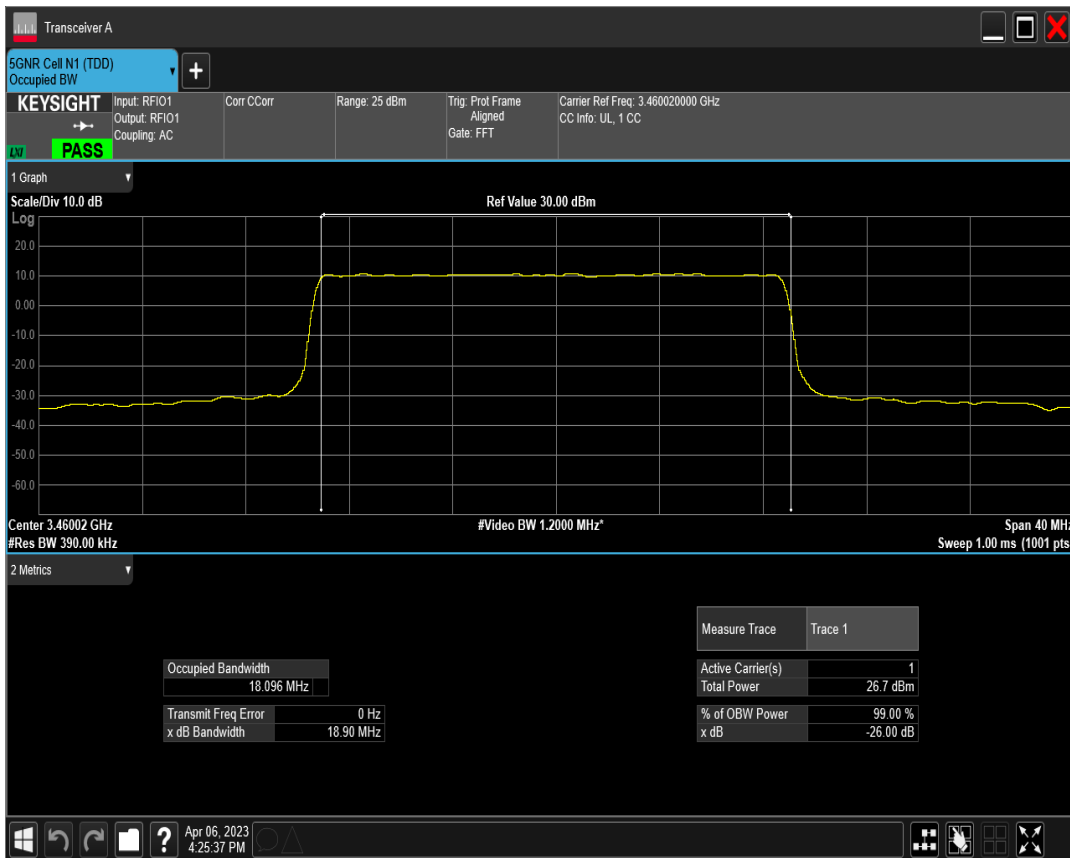 Transceiver A
5GNR Cell N1 (TDD)
Occupied BW
+
KEYSIGHT
LXI
PASS
Input: RFIO1
Output: RFIO1
Coupling: AC
Corr CCorr
Range: 25 dBm
Trig: Prot Frame
Aligned
Gate: FFT
Carrier Ref Freq: 3.460020000 GHz
CC Info: UL, 1 CC
1 Graph
Scale/Div 10.0 dB
Ref Value 30.00 dBm
Log
20.0
10.0
0.00
-10.0
-20.0
-30.0
-40.0
-50.0
-60.0
Center 3.46002 GHz
#Video BW 1.2000 MHz*
Span 40 MHz
#Res BW 390.00 kHz
Sweep 1.00 ms (1001 pts
2 Metrics
Measure Trace Trace 1
Occupied Bandwidth
18.096 MHz
Active Carrier(s) 1
Total Power 26.7 dBm
Transmit Freq Error 0 Hz
x dB Bandwidth 18.90 MHz
% of OBW Power 99.00 %
x dB -26.00 dB
?
Apr 06, 2023
4:25:37 PM